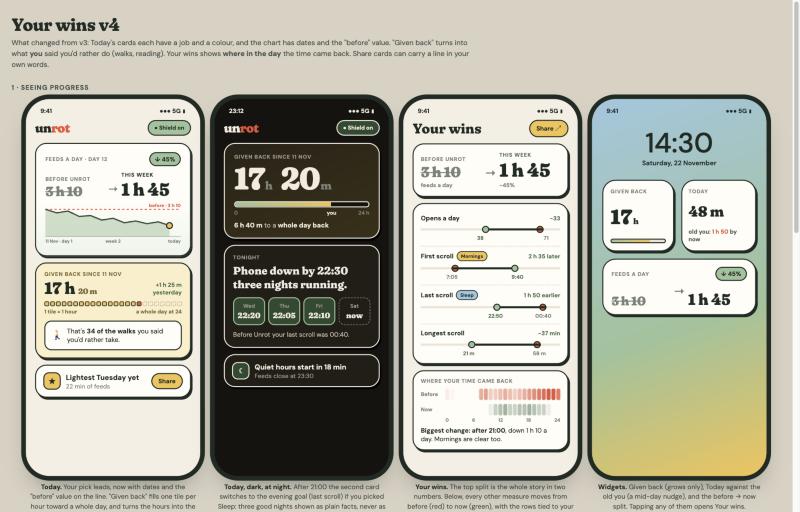 Your wins v4
What changed from v3: Today's cards each have a job and a colour, and the chart has dates and the "before" value. "Given back" turns into
what you said you'd rather do (walks, reading). Your wins shows where in the day the time came back. Share cards can carry a line in your
own words.
1 · SEEING PROGRESS
9:41
5G
unrot
Shield on
FEEDS A DAY · DAY 12
↓ 45%
BEFORE UNROT
THIS WEEK
3 h 10 → 1 h 45
before · 3 h 10
11 Nov · day 1
week 2
today
GIVEN BACK SINCE 11 NOV
17 h 20 m
+1 h 25 m
yesterday
1 tile = 1 hour
a whole day at 24
That's 34 of the walks you said
you'd rather take.
Lightest Tuesday yet
22 min of feeds
Share
Today. Your pick leads, now with dates and the
"before" value on the line. "Given back" fills one tile per
hour toward a whole day, and turns the hours into the
23:12
5G
unrot
Shield on
GIVEN BACK SINCE 11 NOV
17 h 20 m
0
you
24 h
6 h 40 m to a whole day back
TONIGHT
Phone down by 22:30
three nights running.
Wed
22:20
Thu
22:05
Fri
22:10
Sat
now
Before Unrot your last scroll was 00:40.
Quiet hours start in 18 min
Feeds close at 23:30
Today, dark, at night. After 21:00 the second card
switches to the evening goal (last scroll) if you picked
Sleep: three good nights shown as plain facts, never as
9:41
5G
Your wins
Share
BEFORE UNROT
THIS WEEK
3 h 10 → 1 h 45
feeds a day
−45%
Opens a day
−33
38
71
First scroll
Mornings
2 h 35 later
7:05
9:40
Last scroll
Sleep
1 h 50 earlier
22:50
00:40
Longest scroll
−37 min
21 m
58 m
WHERE YOUR TIME CAME BACK
Before
Now
0
6
12
18
24
Biggest change: after 21:00, down 1 h 10 a
day. Mornings are clear too.
Your wins. The top split is the whole story in two
numbers. Below, every other measure moves from
before (red) to now (green), with the rows tied to your
9:41
5G
14:30
Saturday, 22 November
GIVEN BACK
17 h
TODAY
48 m
old you: 1 h 50 by
now
FEEDS A DAY
↓ 45%
3 h 10 → 1 h 45
Widgets. Given back (grows only), Today against the
old you (a mid-day nudge), and the before → now
split. Tapping any of them opens Your wins.